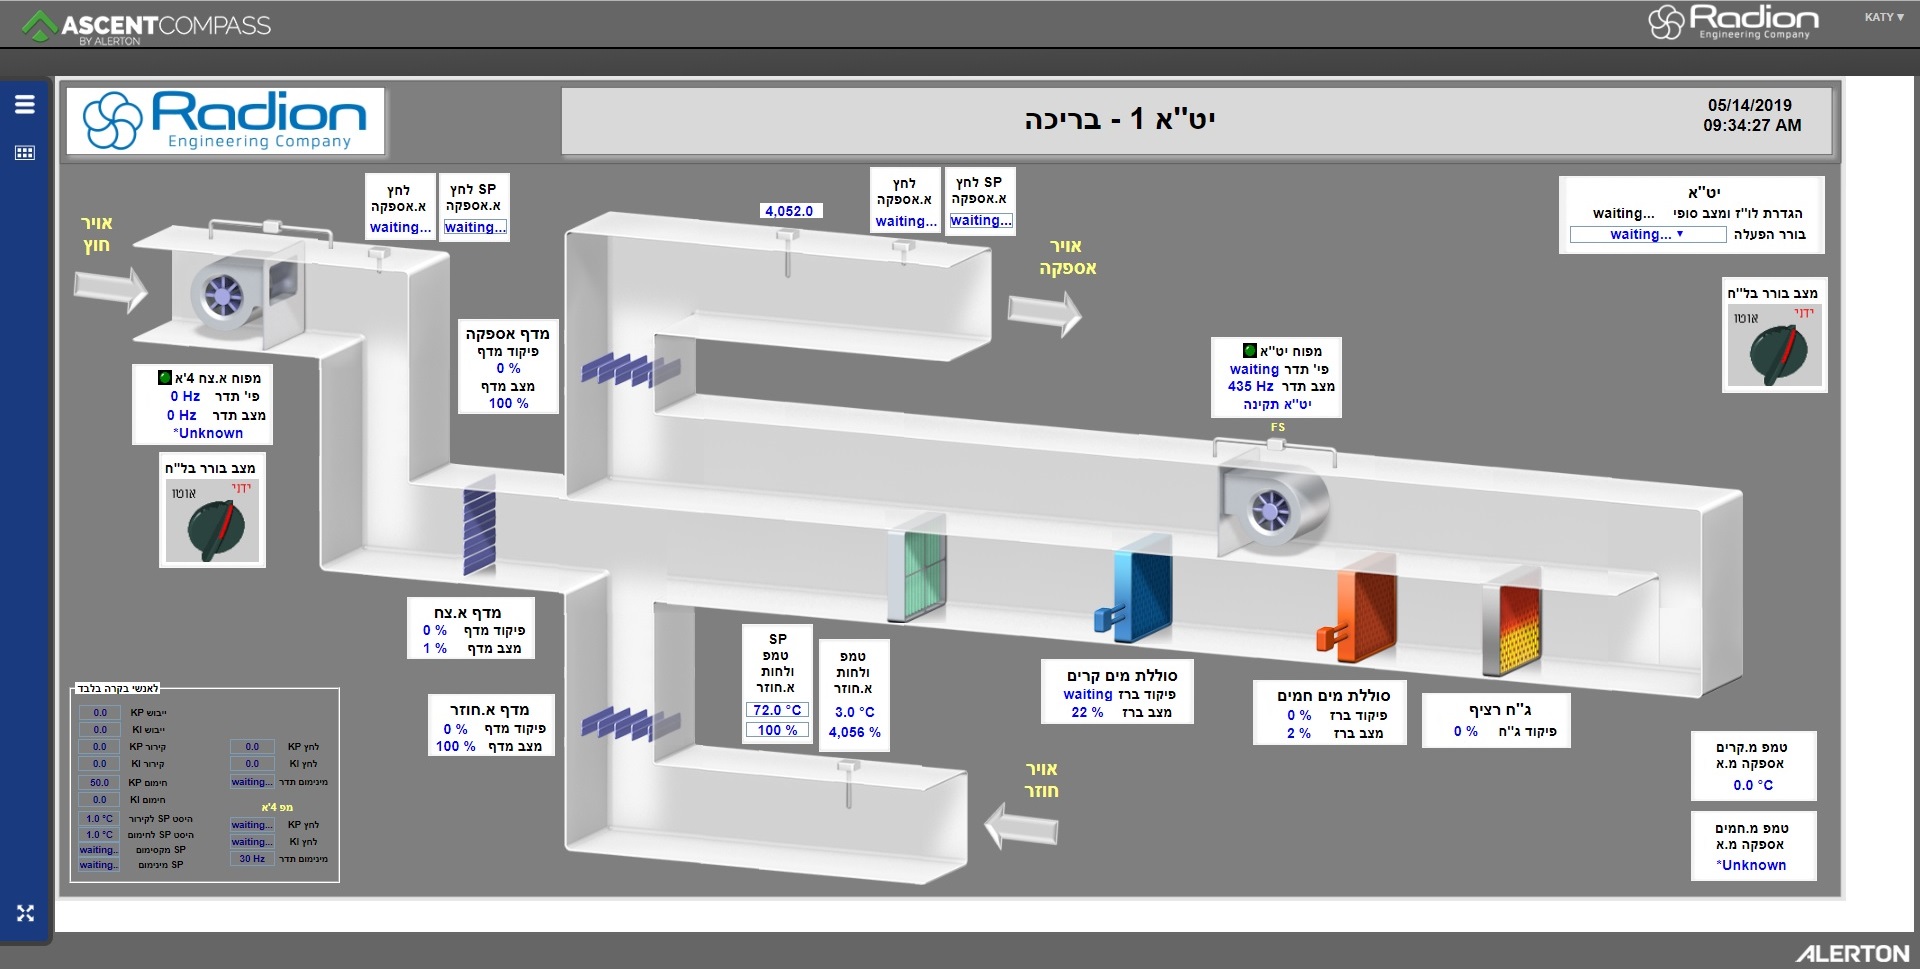 ASCENTCOMPASS
BY ALERTON
Radion
Engineering Company
KATY ▼
Radion
Engineering Company
יט"א 1 - בריכה
05/14/2019
09:34:27 AM
אויר
חוץ
לחץ
א.אספקה
waiting...
SP לחץ
א.אספקה
waiting...
4,052.0
לחץ
א.אספקה
waiting...
SP לחץ
א.אספקה
waiting...
אויר
אספקה
יט"א
הגדרת לו"ז ומצב סופי waiting...
בורר הפעלה waiting... ▼
מצב בורר בל"ח
ידני
אוטו
מדף אספקה
פיקוד מדף
0 %
מצב מדף
100 %
מפוח יט"א
פי' תדר waiting
מצב תדר 435 Hz
יט"א תקינה
FS
מפוח א.צח 4'א
פי' תדר 0 Hz
מצב תדר 0 Hz
*Unknown
מצב בורר בל"ח
ידני
אוטו
מדף א.צח
פיקוד מדף 0 %
מצב מדף 1 %
SP
טמפ
ולחות
א.חוזר
72.0 °C
100 %
טמפ
ולחות
א.חוזר
3.0 °C
4,056 %
סוללת מים קרים
פיקוד ברז waiting
מצב ברז 22 %
סוללת מים חמים
פיקוד ברז 0 %
מצב ברז 2 %
ג"ח רציף
פיקוד ג"ח 0 %
מדף א.חוזר
פיקוד מדף 0 %
מצב מדף 100 %
אויר
חוזר
טמפ מ.קרים
אספקה מ.א
0.0 °C
טמפ מ.חמים
אספקה מ.א
*Unknown
לאנשי בקרה בלבד
ייבוש KP 0.0
ייבוש KI 0.0
קירור KP 0.0
קירור KI 0.0
חימום KP 50.0
חימום KI 0.0
היסט SP לקירור 1.0 °C
היסט SP לחימום 1.0 °C
SP מקסימום waiting..
SP מינימום waiting..
לחץ KP 0.0
לחץ KI 0.0
מינימום תדר waiting...
מפ 4'א
לחץ KP waiting...
לחץ KI waiting...
מינימום תדר 30 Hz
ALERTON